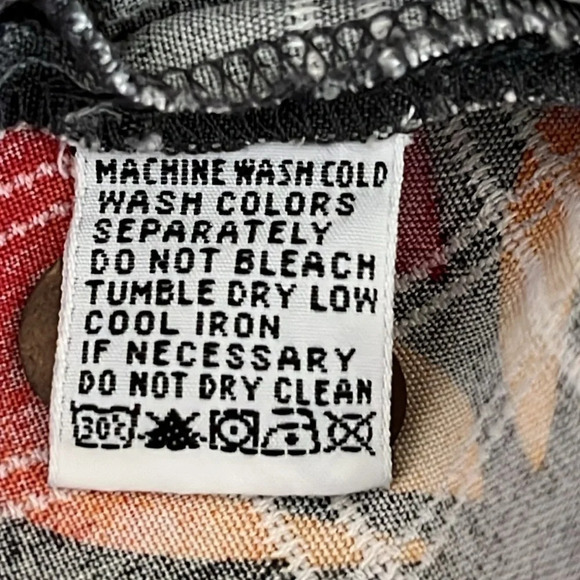 MACHINE WASH COLD
WASH COLORS
SEPARATELY
DO NOT BLEACH
TUMBLE DRY LOW
COOL IRON
IF NECESSARY
DO NOT DRY CLEAN
30°